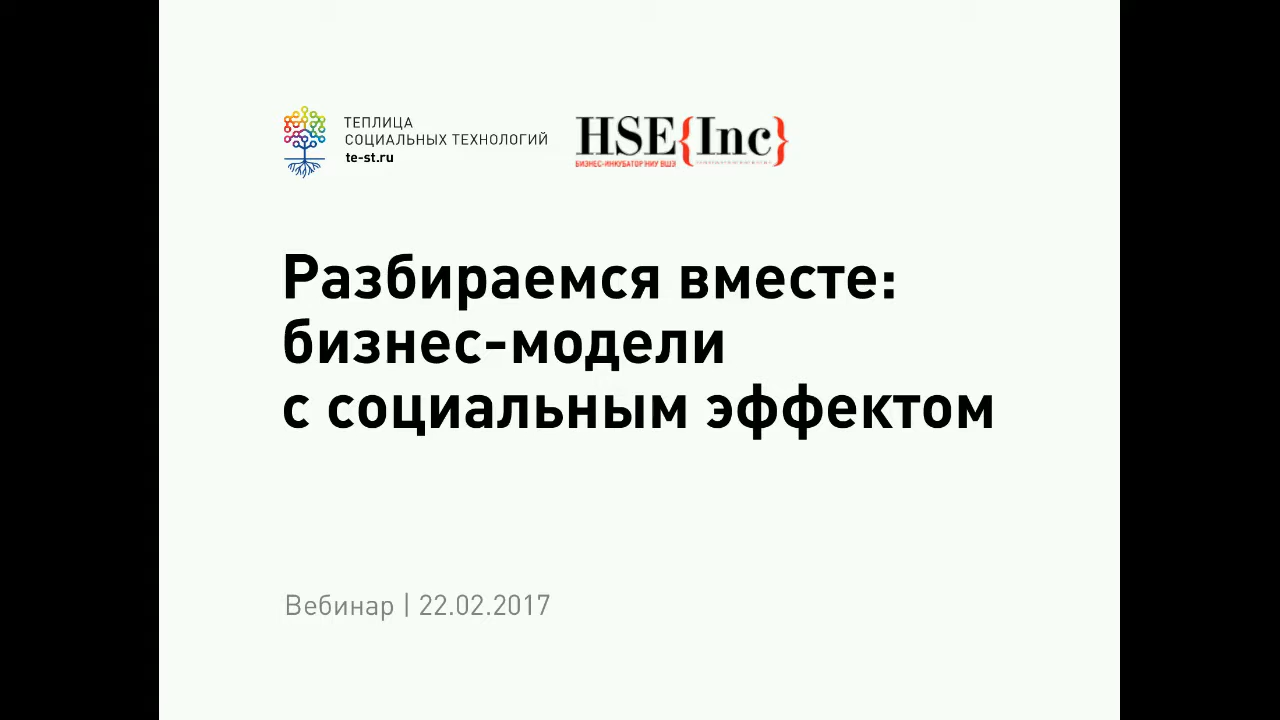 ТЕПЛИЦА
СОЦИАЛЬНЫХ ТЕХНОЛОГИЙ
te-st.ru
HSE{Inc}
БИЗНЕС-ИНКУБАТОР НИУ ВШЭ
Разбираемся вместе:
бизнес-модели
с социальным эффектом
Вебинар | 22.02.2017